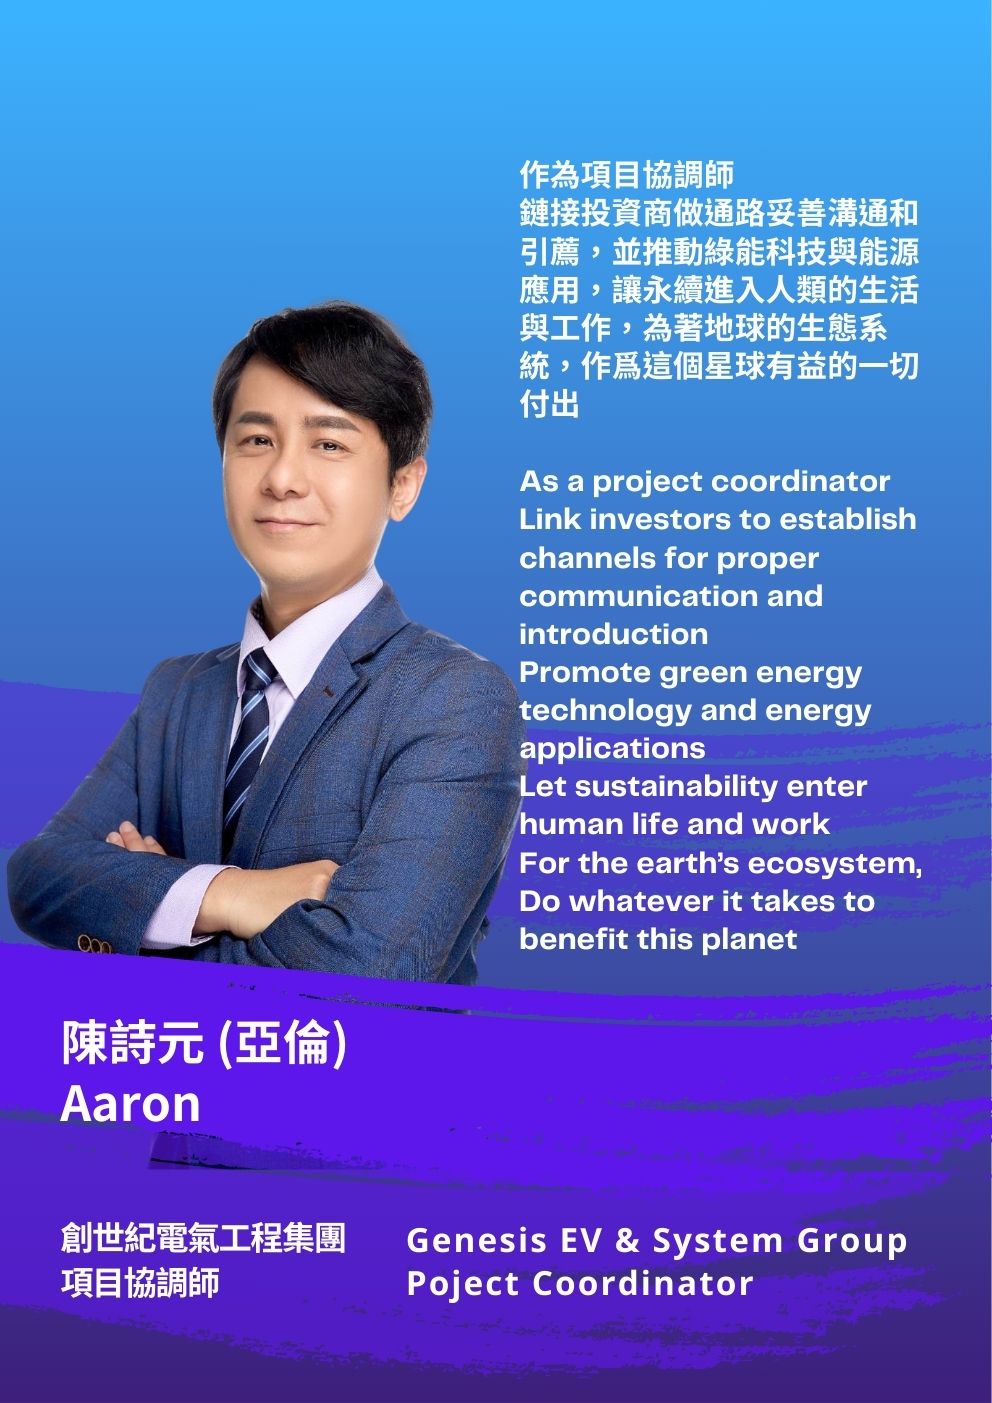 作為項目協調師
鏈接投資商做通路妥善溝通和
引薦，並推動綠能科技與能源
應用，讓永續進入人類的生活
與工作，為著地球的生態系
統，作爲這個星球有益的一切
付出
As a project coordinator
Link investors to establish
channels for proper
communication and
introduction
Promote green energy
technology and energy
applications
Let sustainability enter
human life and work
For the earth’s ecosystem,
Do whatever it takes to
benefit this planet
陳詩元 (亞倫)
Aaron
創世紀電氣工程集團
項目協調師
Genesis EV & System Group
Poject Coordinator